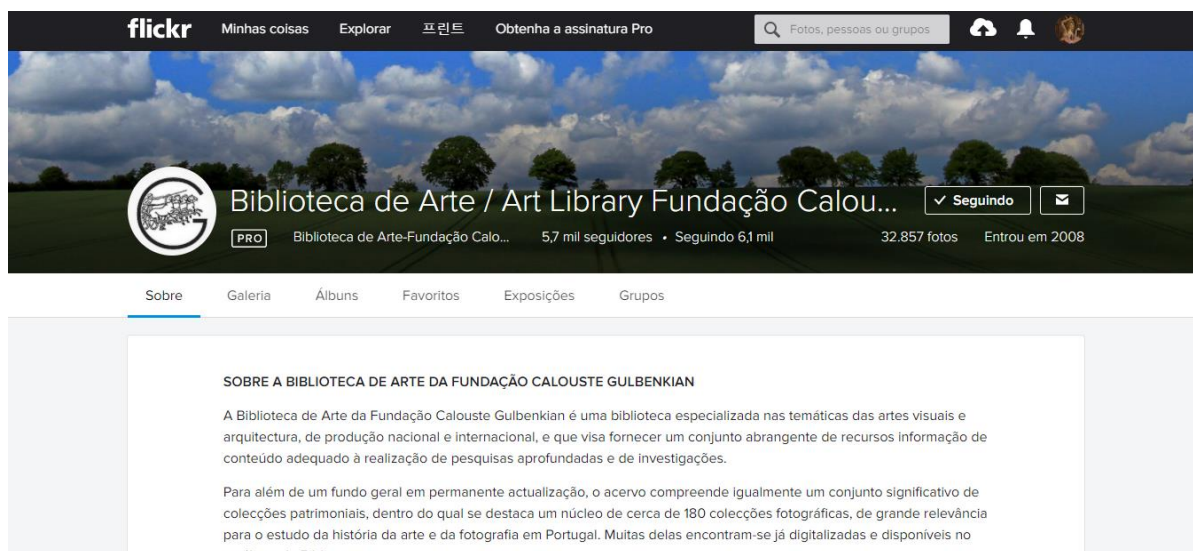 flickr Minhas coisas Explorar 프린트 Obtenha a assinatura Pro Fotos, pessoas ou grupos
Biblioteca de Arte / Art Library Fundação Calou... Seguindo
PRO Biblioteca de Arte-Fundação Calo... 5,7 mil seguidores • Seguindo 6,1 mil 32.857 fotos Entrou em 2008
Sobre Galeria Álbuns Favoritos Exposições Grupos
SOBRE A BIBLIOTECA DE ARTE DA FUNDAÇÃO CALOUSTE GULBENKIAN
A Biblioteca de Arte da Fundação Calouste Gulbenkian é uma biblioteca especializada nas temáticas das artes visuais e
arquitectura, de produção nacional e internacional, e que visa fornecer um conjunto abrangente de recursos informação de
conteúdo adequado à realização de pesquisas aprofundadas e de investigações.
Para além de um fundo geral em permanente actualização, o acervo compreende igualmente um conjunto significativo de
colecções patrimoniais, dentro do qual se destaca um núcleo de cerca de 180 colecções fotográficas, de grande relevância
para o estudo da história da arte e da fotografia em Portugal. Muitas delas encontram-se já digitalizadas e disponíveis no